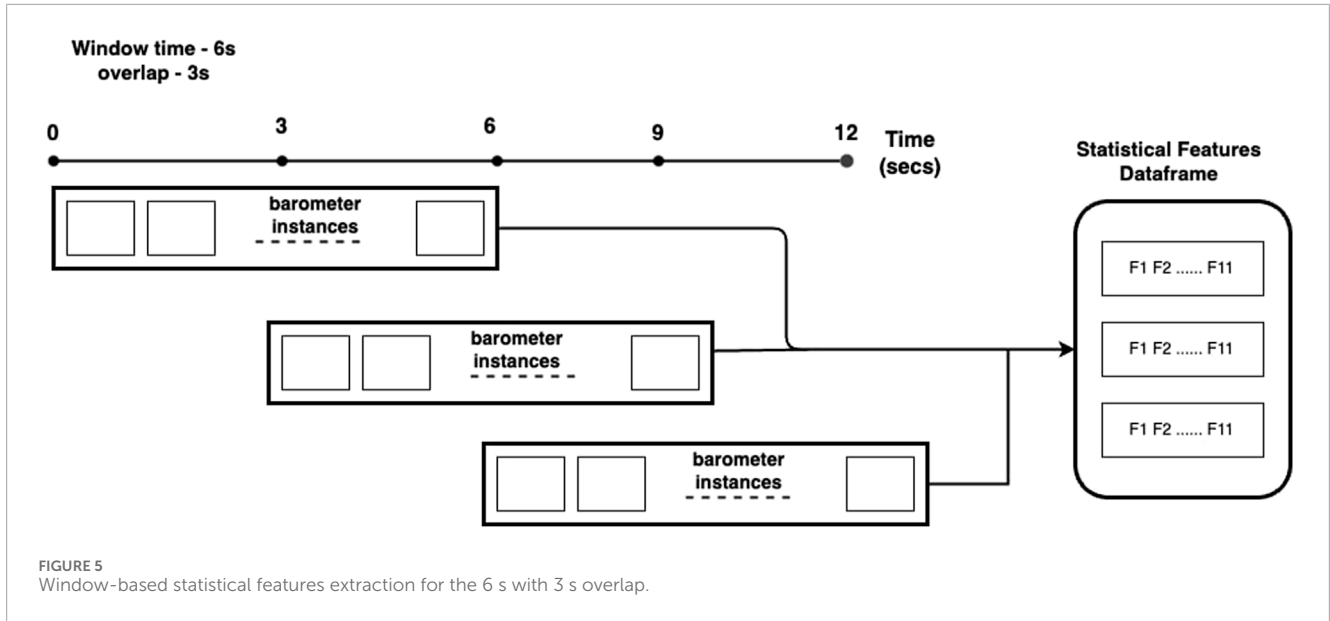 Window time - 6s
overlap - 3s
0 3 6 9 12 Time
(secs)
Statistical Features
Dataframe
barometer
instances
F1 F2 ...... F11
barometer
instances
F1 F2 ...... F11
barometer
instances
F1 F2 ...... F11
FIGURE 5
Window-based statistical features extraction for the 6 s with 3 s overlap.